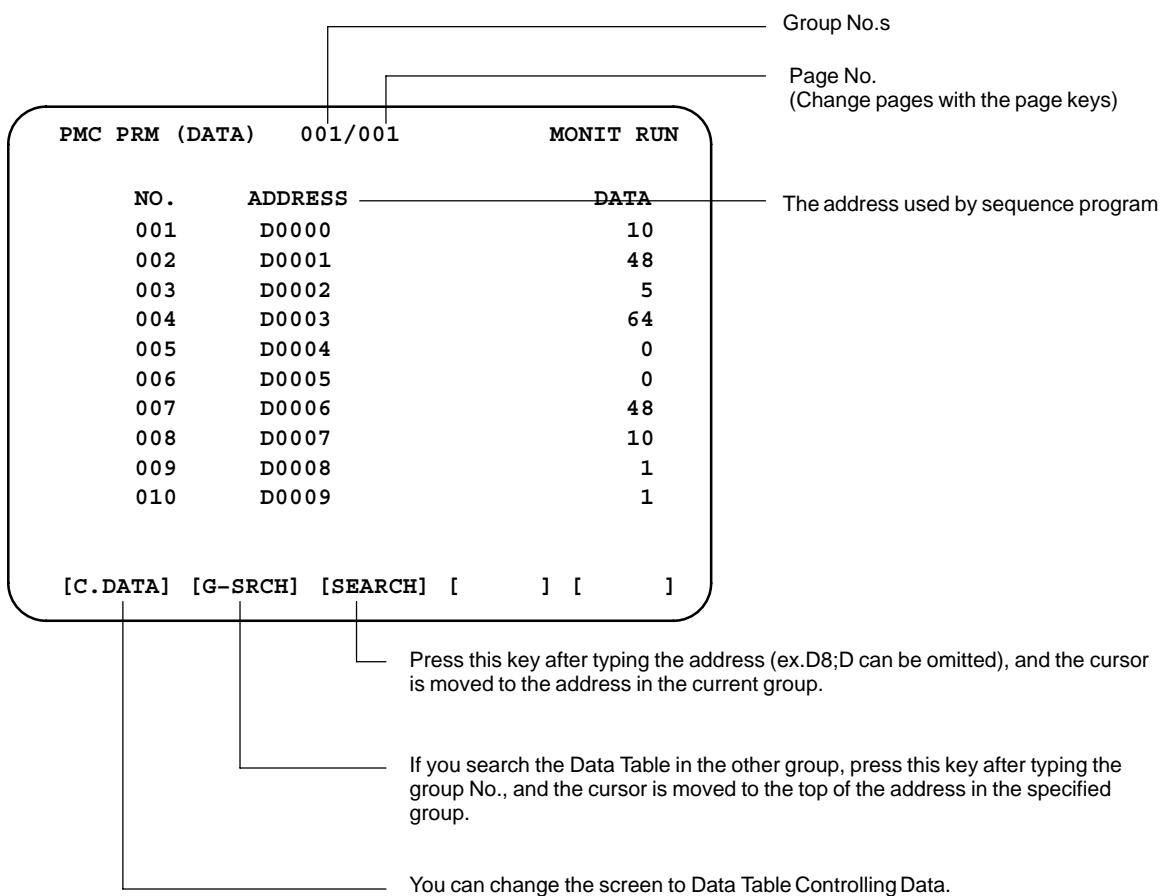 Group No.s
Page No.
(Change pages with the page keys)
PMC PRM (DATA) 001/001 MONIT RUN
NO. ADDRESS DATA
The address used by sequence program
001 D0000 10
002 D0001 48
003 D0002 5
004 D0003 64
005 D0004 0
006 D0005 0
007 D0006 48
008 D0007 10
009 D0008 1
010 D0009 1
[C.DATA] [G–SRCH] [SEARCH] [ ] [ ]
Press this key after typing the address (ex.D8;D can be omitted), and the cursor
is moved to the address in the current group.
If you search the Data Table in the other group, press this key after typing the
group No., and the cursor is moved to the top of the address in the specified
group.
You can change the screen to Data Table Controlling Data.